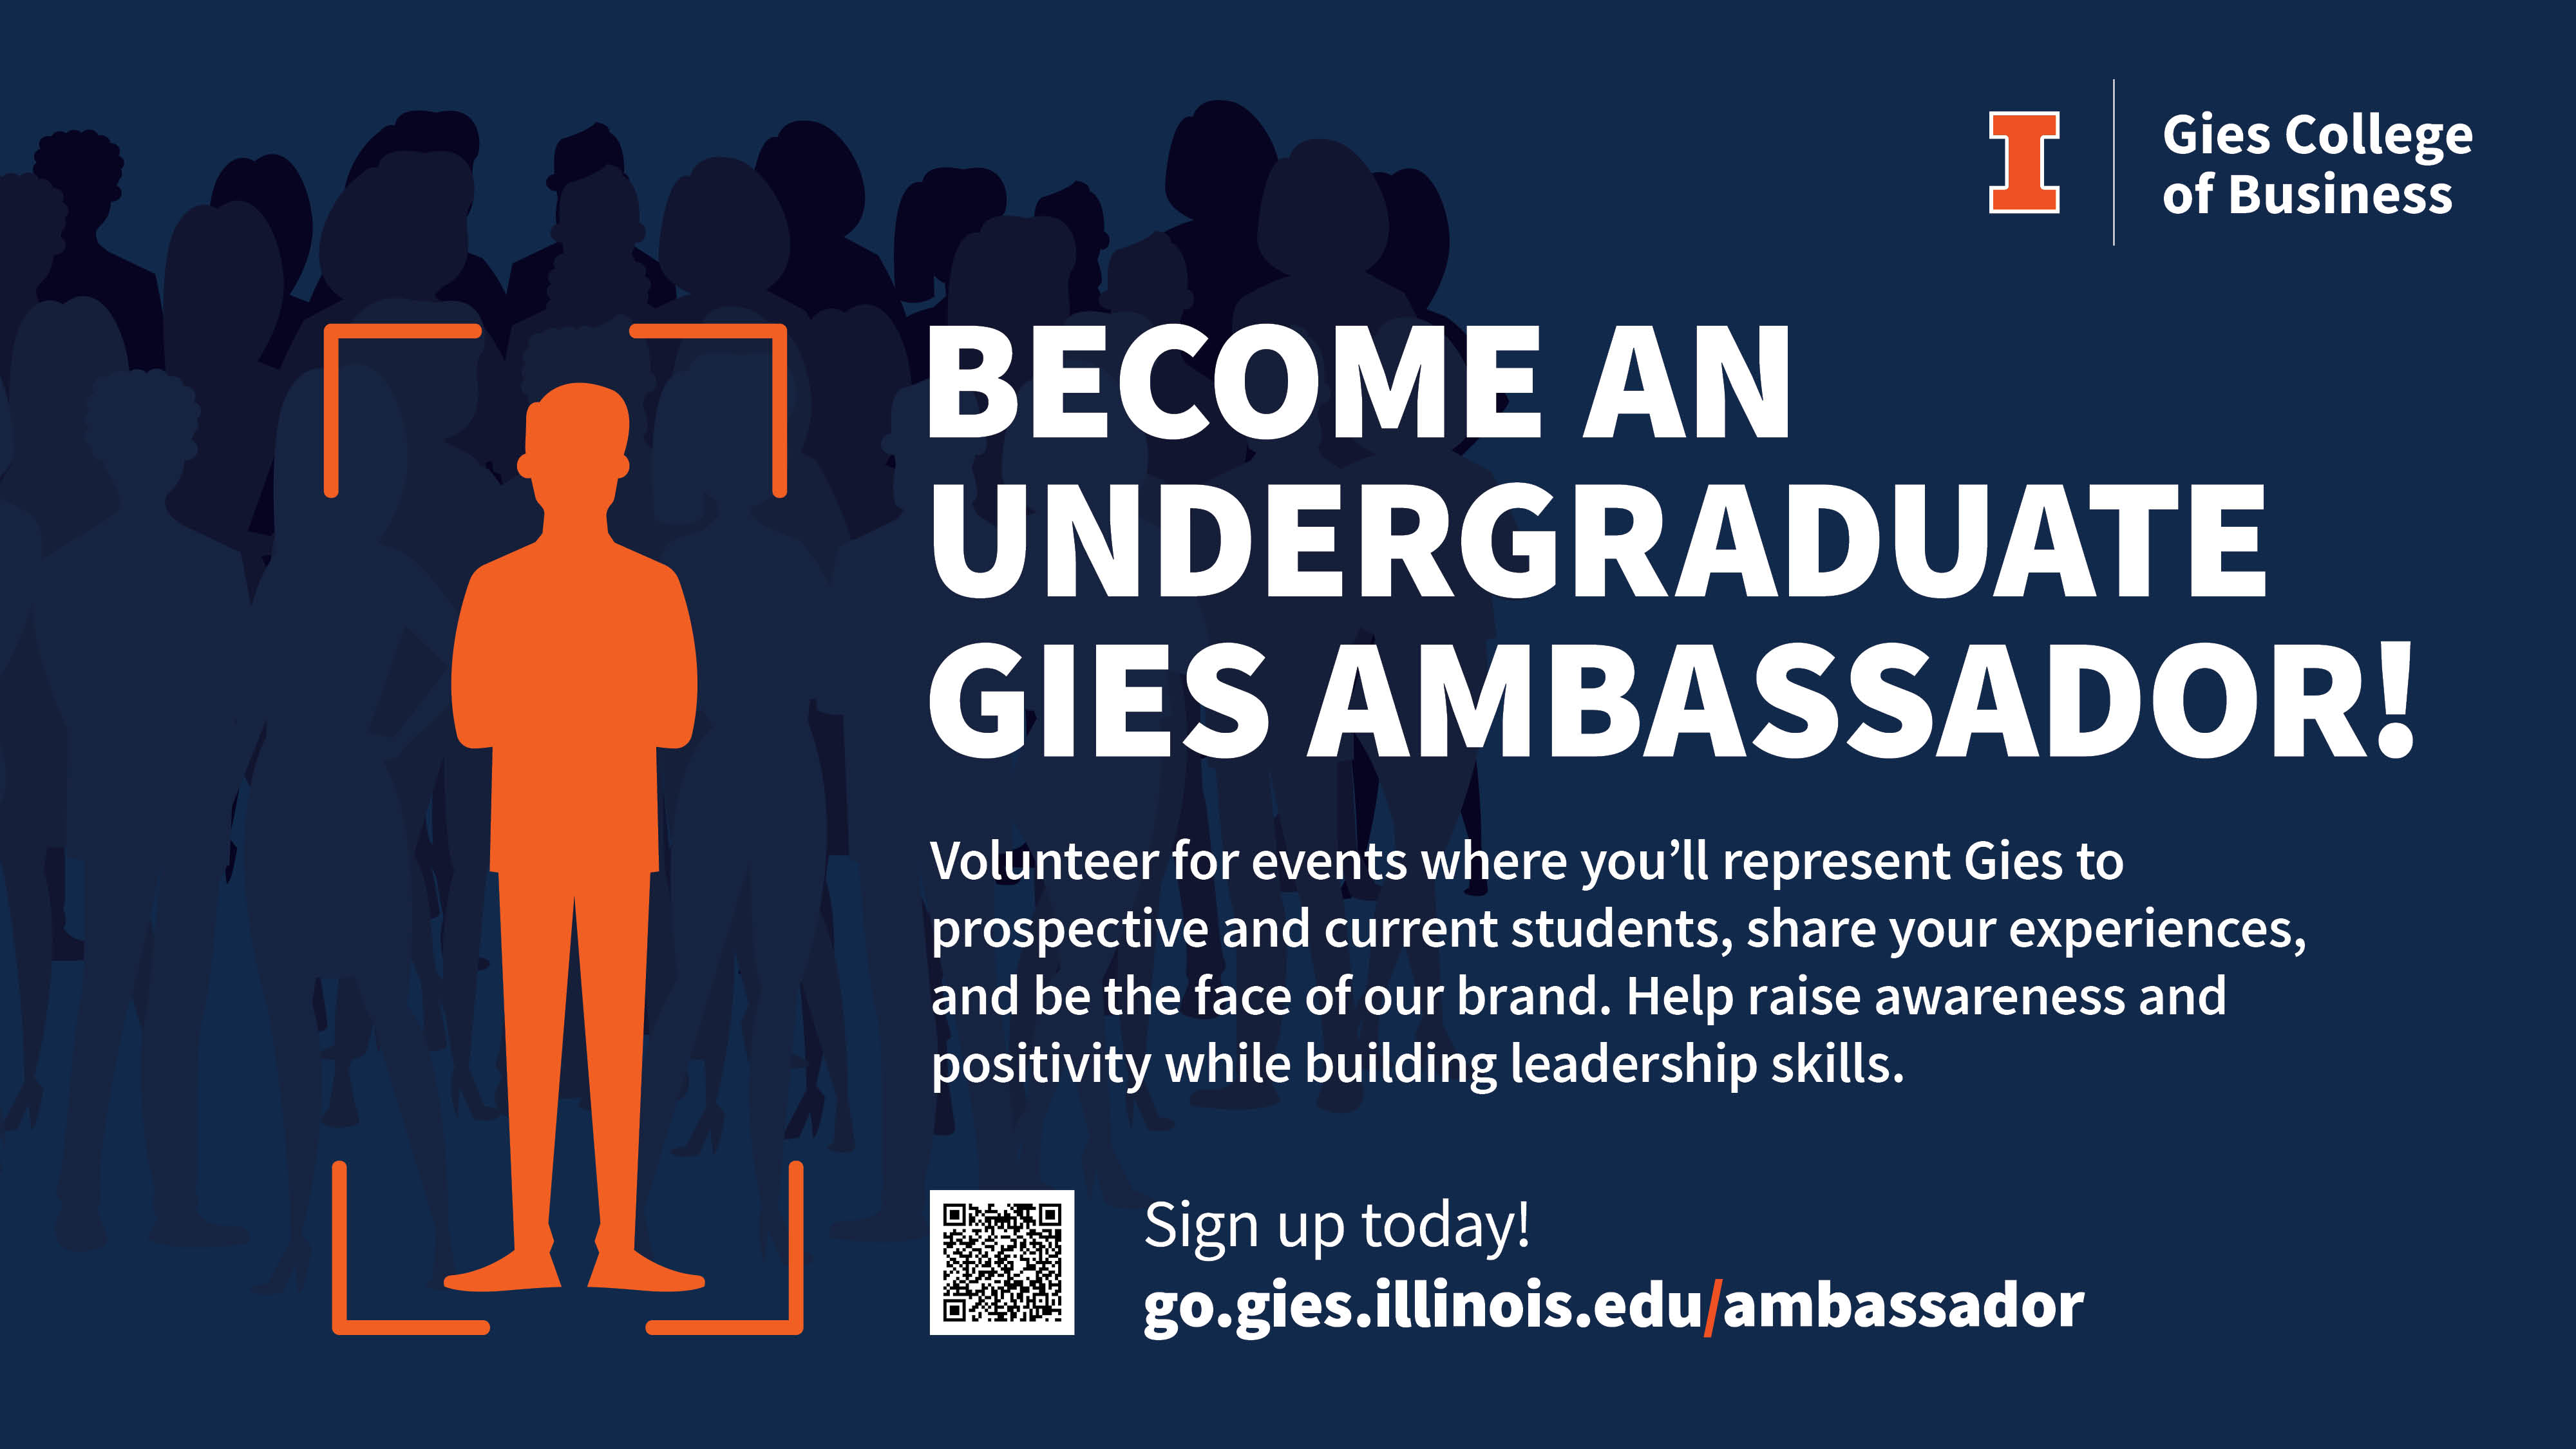 I
Gies College
of Business
BECOME AN
UNDERGRADUATE
GIES AMBASSADOR!
Volunteer for events where you’ll represent Gies to
prospective and current students, share your experiences,
and be the face of our brand. Help raise awareness and
positivity while building leadership skills.
Sign up today!
go.gies.illinois.edu/ambassador